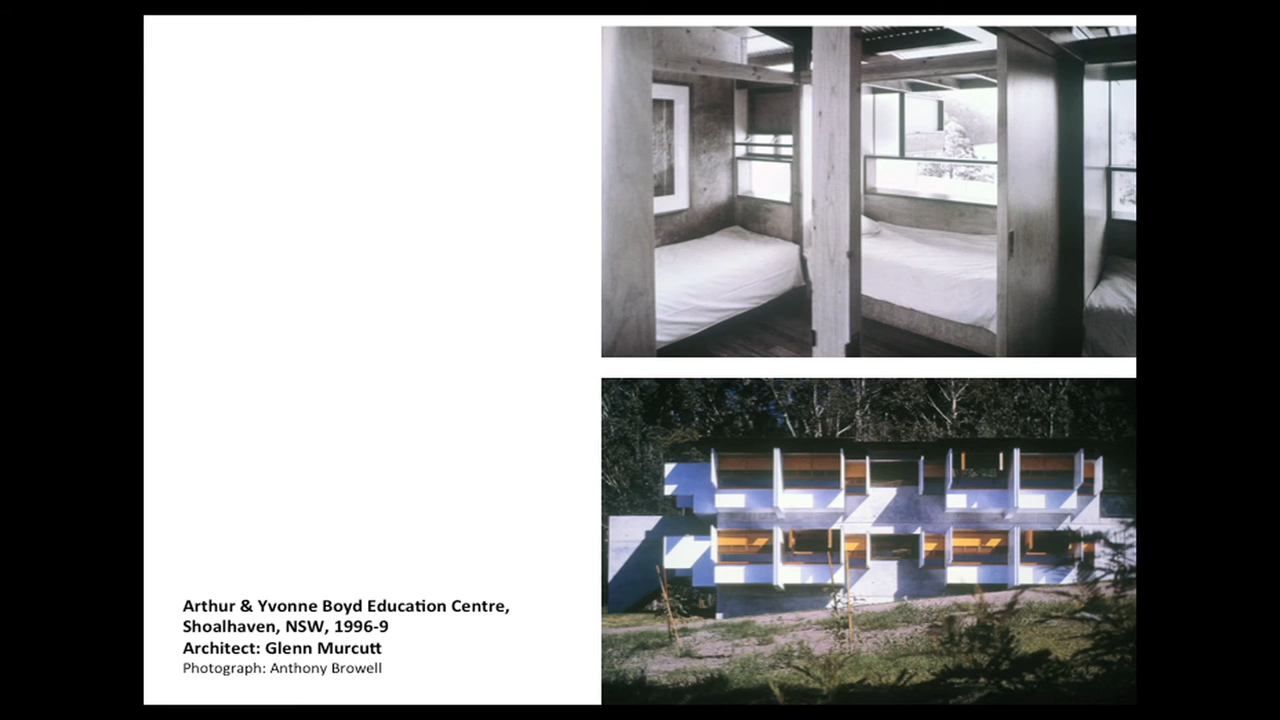 Arthur & Yvonne Boyd Education Centre,
Shoalhaven, NSW, 1996-9
Architect: Glenn Murcutt
Photograph: Anthony Browell